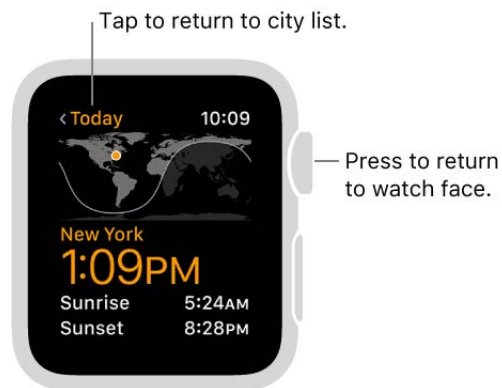 Tap to return to city list.
< Today 10:09
Press to return
to watch face.
New York
1:09PM
Sunrise 5:24AM
Sunset 8:28PM